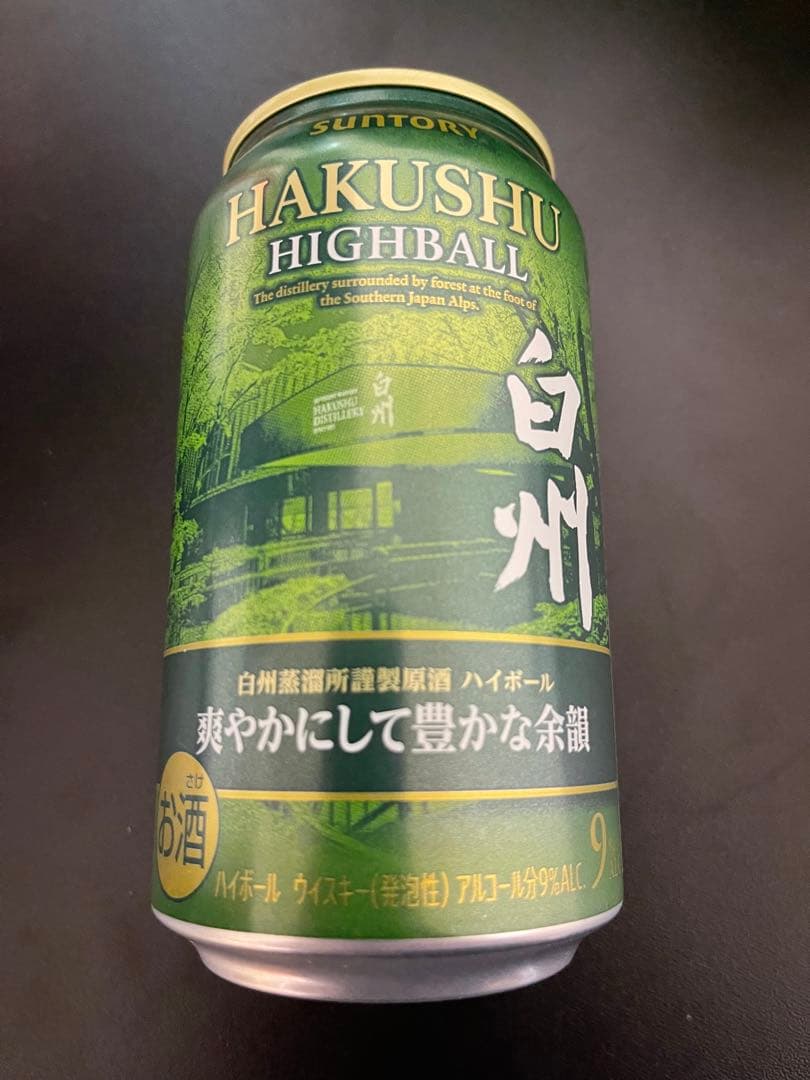 SUNTORY
HAKUSHU
HIGHBALL
The distillery surrounded by forest at the foot of
the Southern Japan Alps.
白州
HAKUSHU
DISTILLERY
白州
白州蒸溜所謹製原酒 ハイボール
爽やかにして豊かな余韻
さけ
お酒
ハイボール ウイスキー(発泡性) アルコール分9%ALC.
9